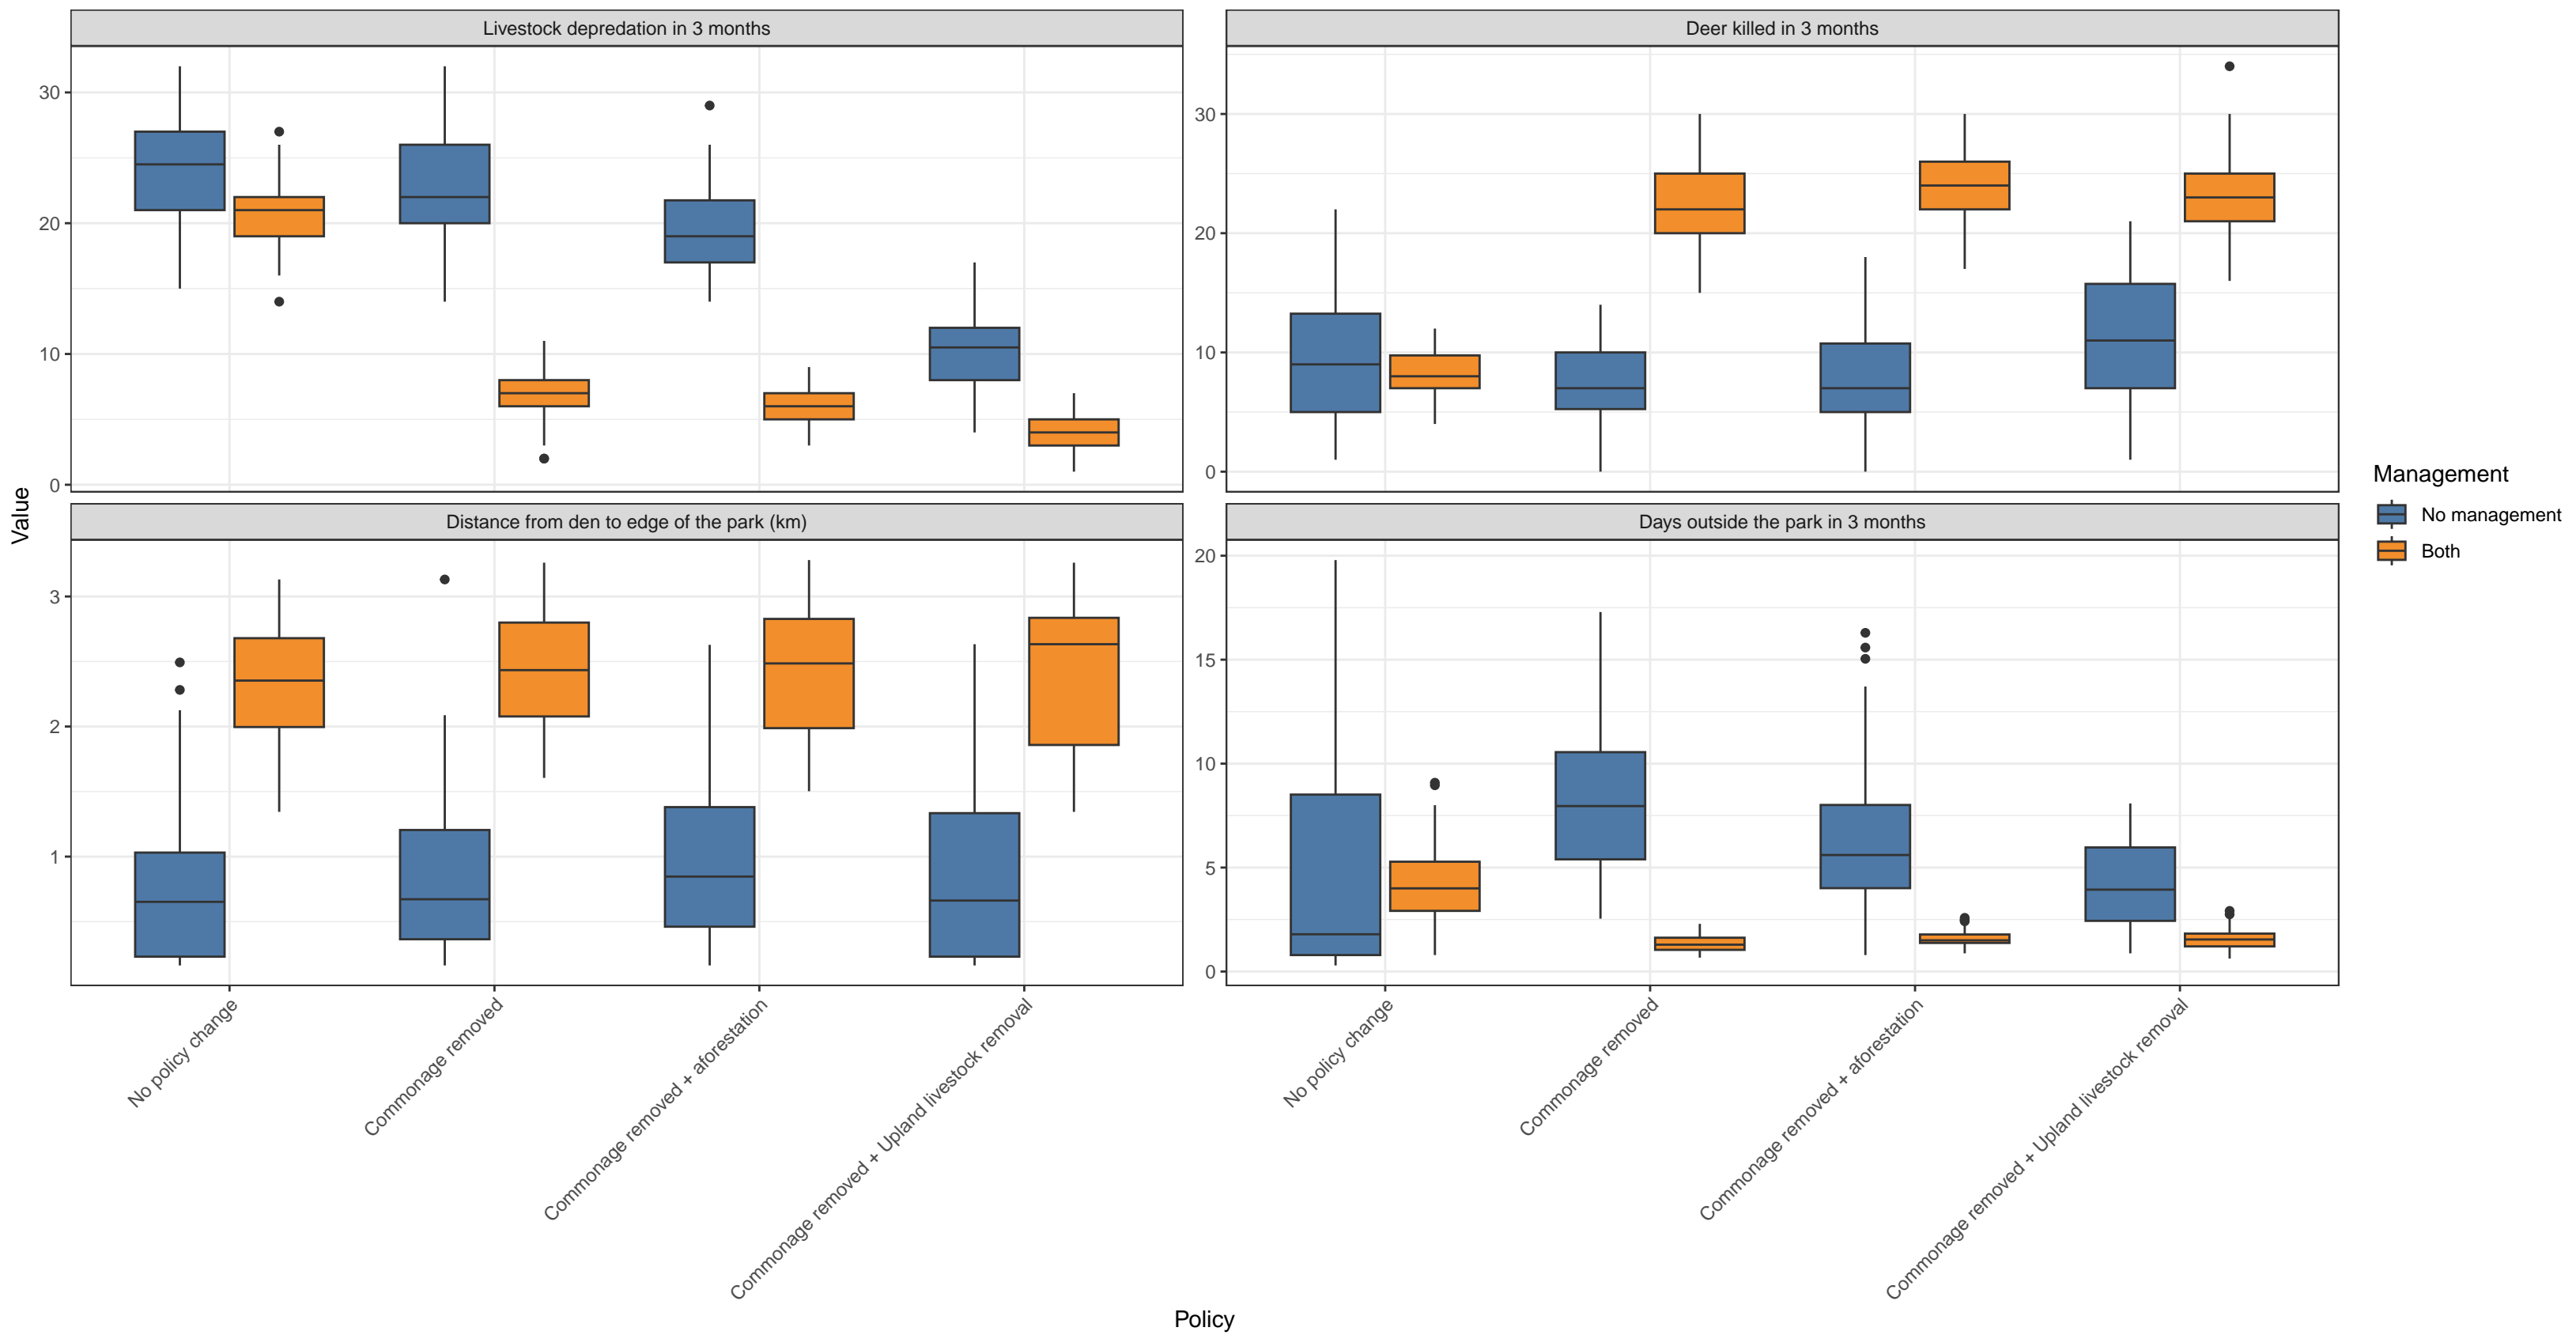 Livestock depredation in 3 months
Deer killed in 3 months
30
20
10
0
30
20
10
0
Distance from den to edge of the park (km)
Days outside the park in 3 months
3
2
1
20
15
10
5
0
Value
No policy change
Commonage removed
Commonage removed + aforestation
Commonage removed + Upland livestock removal
No policy change
Commonage removed
Commonage removed + aforestation
Commonage removed + Upland livestock removal
Policy
Management
No management
Both